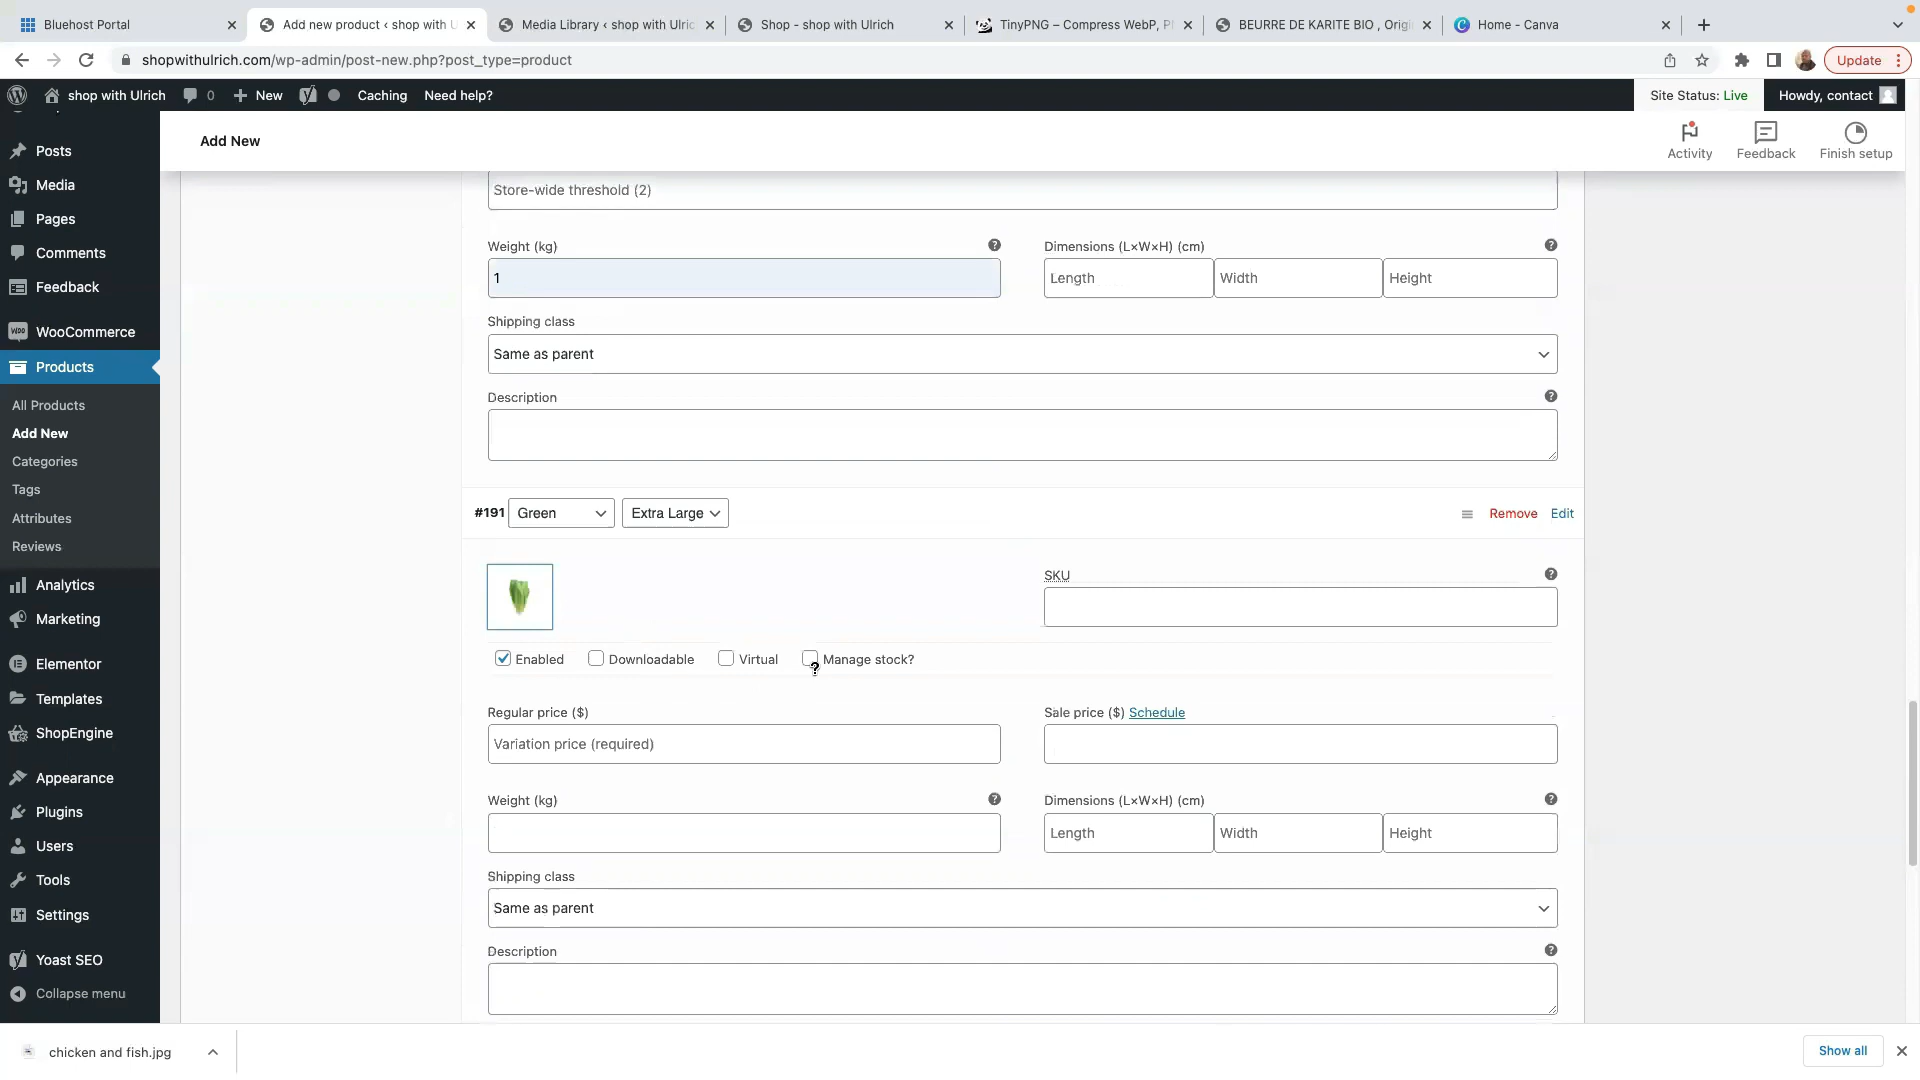 Bluehost Portal
Add new product ‹ shop with U
Media Library ‹ shop with Ulric
Shop - shop with Ulrich
TinyPNG – Compress WebP, P
BEURRE DE KARITE BIO , Origi
Home - Canva
shopwithulrich.com/wp-admin/post-new.php?post_type=product
Update
shop with Ulrich
0
New
Caching
Need help?
Site Status: Live
Howdy, contact
Add New
Activity
Feedback
Finish setup
Posts
Media
Pages
Comments
Feedback
WooCommerce
Products
All Products
Add New
Categories
Tags
Attributes
Reviews
Analytics
Marketing
Elementor
Templates
ShopEngine
Appearance
Plugins
Users
Tools
Settings
Yoast SEO
Collapse menu
Store-wide threshold (2)
Weight (kg)
Dimensions (L×W×H) (cm)
1
Length
Width
Height
Shipping class
Same as parent
Description
#191
Green
Extra Large
Remove
Edit
SKU
Enabled
Downloadable
Virtual
Manage stock?
Regular price ($)
Sale price ($) Schedule
Variation price (required)
Weight (kg)
Dimensions (L×W×H) (cm)
Length
Width
Height
Shipping class
Same as parent
Description
chicken and fish.jpg
Show all